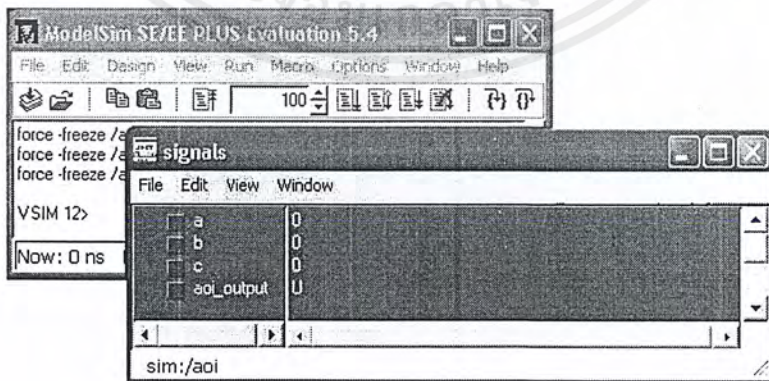 ModelSim SE/EE PLUS Evaluation 5.4
File Edit Design View Run Macro Options Window Help
100
force -freeze /a
force -freeze /a
force -freeze /a
VSIM 12>
Now: 0 ns
signals
File Edit View Window
a 0
b 0
c 0
aoi_output U
sim:/aoi